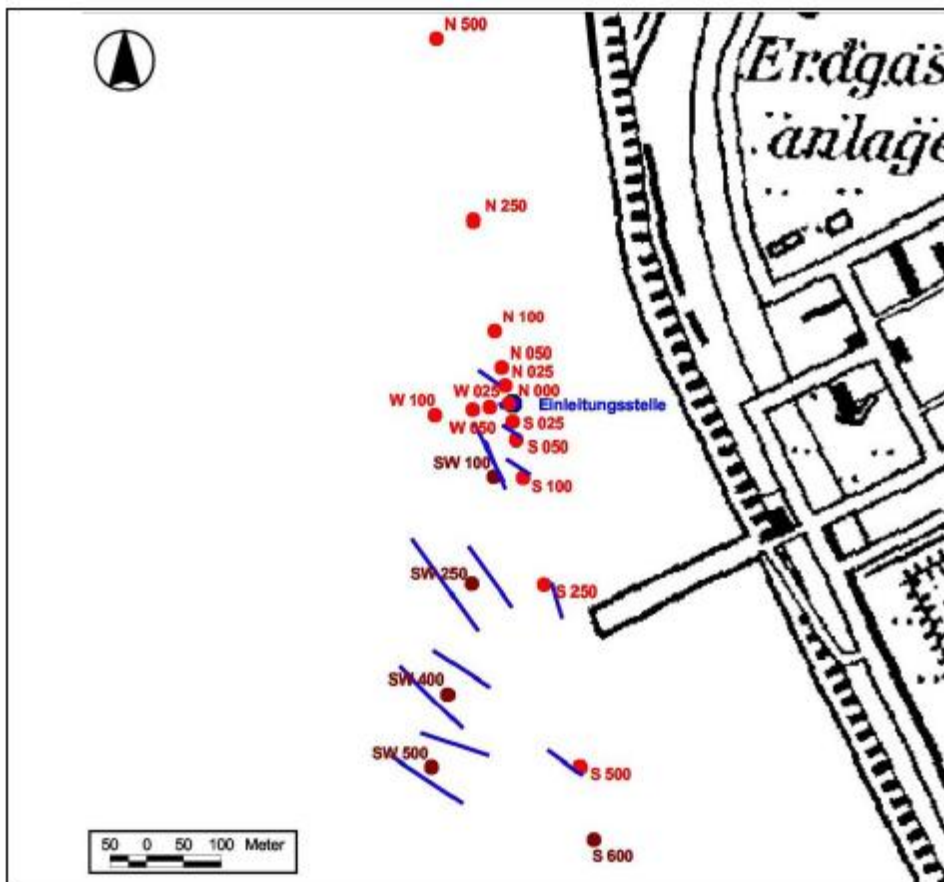 N 500
Erdgas
anlage
N 250
N 100
N 050
N 025
W 025 N 000
W 100 Einleitungsstelle
W 050 S 025
S 050
SW 100
S 100
SW 250
S 250
SW 400
SW 500
S 500
50 0 50 100 Meter
S 600